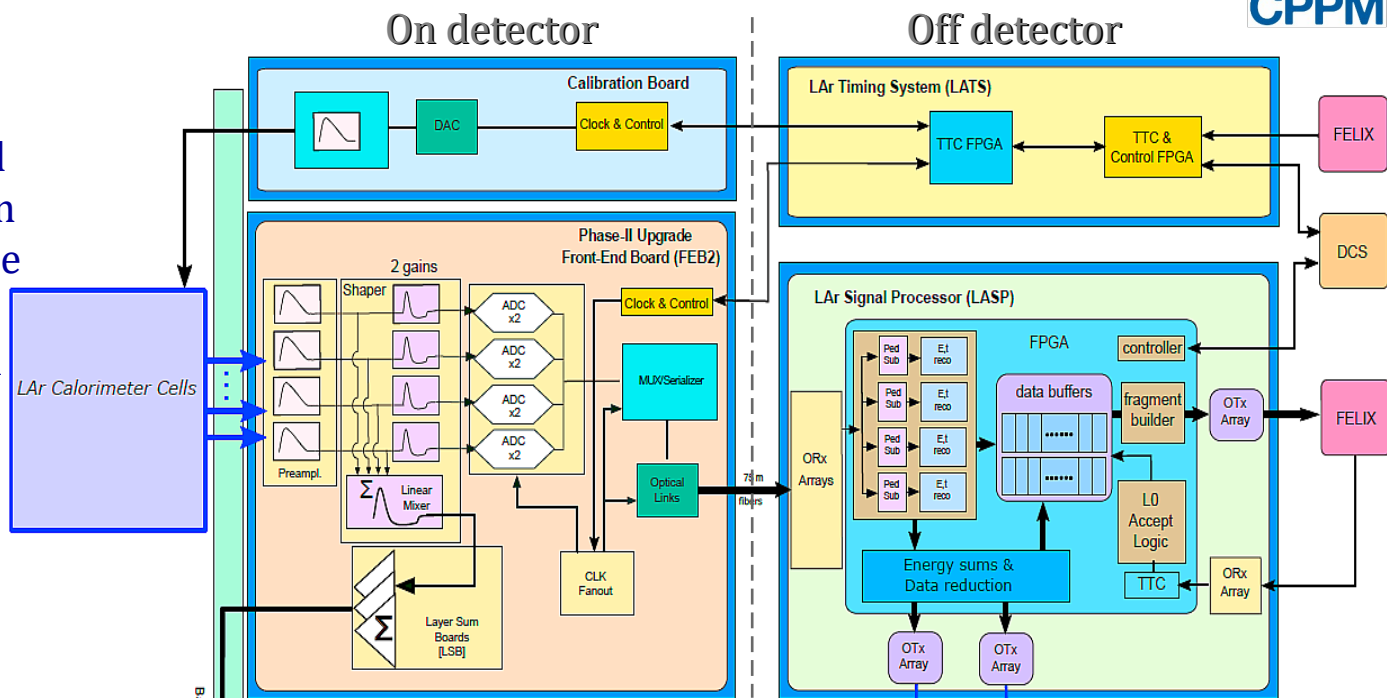 On detector
Off detector
CPPM
Calibration Board
DAC
Clock & Control
LAr Timing System (LATS)
TTC FPGA
TTC &
Control FPGA
FELIX
DCS
n
e
LAr Calorimeter Cells
Phase-II Upgrade
Front-End Board (FEB2)
2 gains
Shaper
Preampl.
ADC
x2
ADC
x2
ADC
x2
ADC
x2
Clock & Control
MUX/Serializer
Σ
Linear
Mixer
Optical
Links
75 m
fibers
CLK
Fanout
Σ
Layer Sum
Boards
[LSB]
LAr Signal Processor (LASP)
FPGA
ORx
Arrays
Ped
Sub
E,t
reco
Ped
Sub
E,t
reco
Ped
Sub
E,t
reco
Ped
Sub
E,t
reco
controller
data buffers
......
......
fragment
builder
OTx
Array
FELIX
L0
Accept
Logic
TTC
ORx
Array
Energy sums &
Data reduction
OTx
Array
OTx
Array